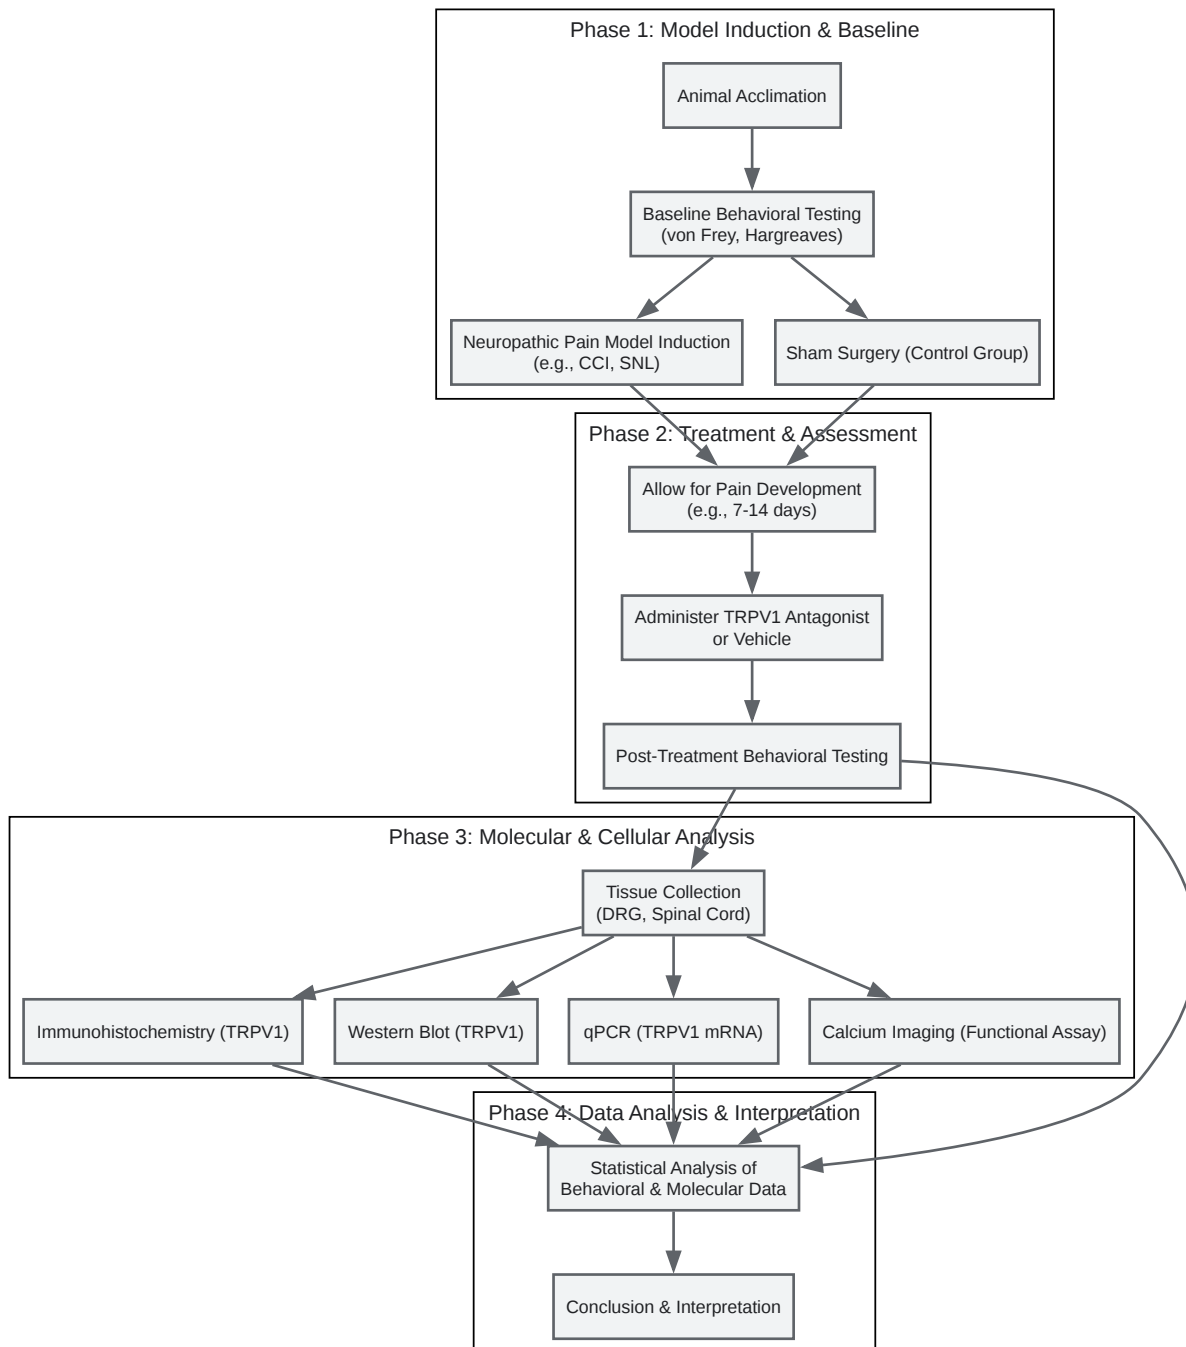 Phase 1: Model Induction & Baseline
Animal Acclimation
Baseline Behavioral Testing
(von Frey, Hargreaves)
Neuropathic Pain Model Induction
(e.g., CCI, SNL)
Sham Surgery (Control Group)
Phase 2: Treatment & Assessment
Allow for Pain Development
(e.g., 7-14 days)
Administer TRPV1 Antagonist
or Vehicle
Post-Treatment Behavioral Testing
Phase 3: Molecular & Cellular Analysis
Tissue Collection
(DRG, Spinal Cord)
Immunohistochemistry (TRPV1)
Western Blot (TRPV1)
qPCR (TRPV1 mRNA)
Calcium Imaging (Functional Assay)
Phase 4: Data Analysis & Interpretation
Statistical Analysis of
Behavioral & Molecular Data
Conclusion & Interpretation